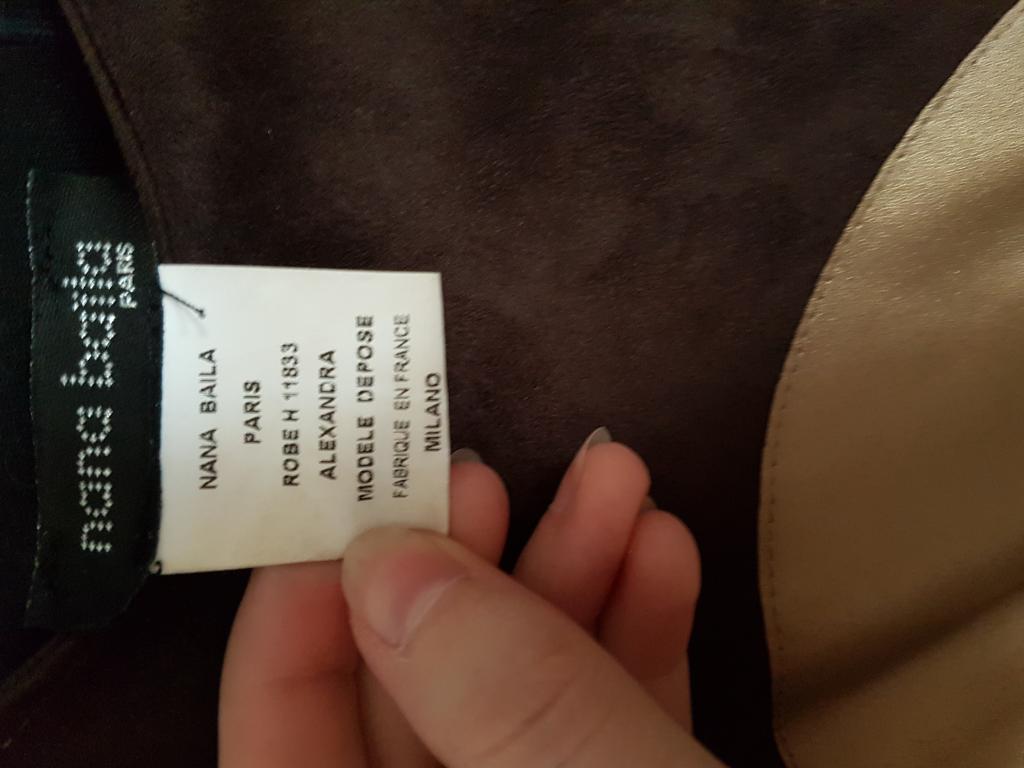 nana baila
PARIS
NANA BAILA
PARIS
ROBE H 11833
ALEXANDRA
MODELE DEPOSE
FABRIQUE EN FRANCE
MILANO